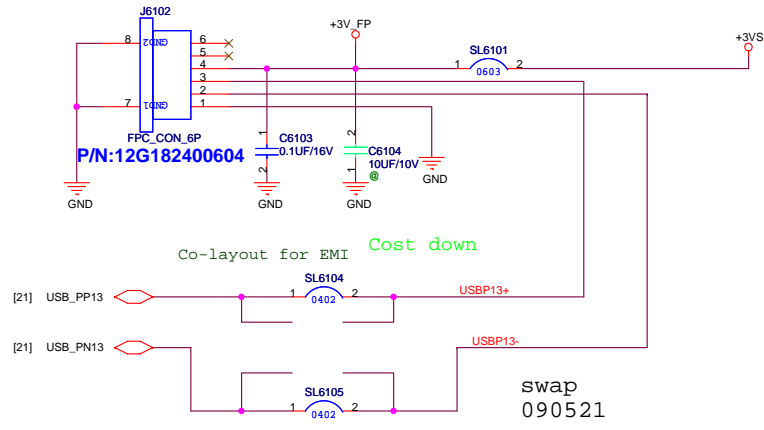 J6102
8
GND2
6
5
4
3
2
1
7
GND1
FPC_CON_6P
P/N:12G182400604
GND
+3V_FP
SL6101
1
2
0603
+3VS
1
C6103
0.1UF/16V
2
GND
2
C6104
10UF/10V
1
@
GND
GND
Co-layout for EMI
Cost down
[21] USB_PP13
SL6104
1
2
0402
USBP13+
[21] USB_PN13
USBP13-
SL6105
1
2
0402
swap
090521